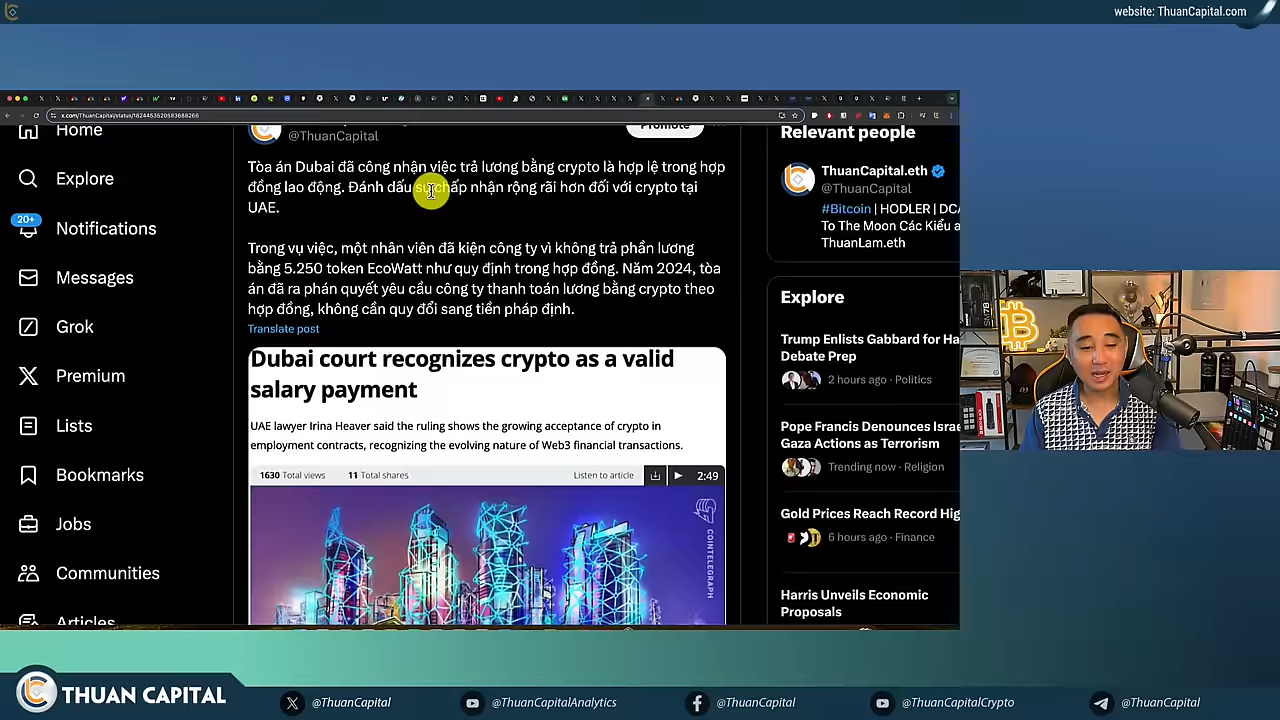 website: ThuanCapital.com
x.com/ThuanCapital/status/1824453520583688266
Home
Explore
20+
Notifications
Messages
Grok
Premium
Lists
Bookmarks
Jobs
Communities
Articles
@ThuanCapital
Promote
Tòa án Dubai đã công nhận việc trả lương bằng crypto là hợp lệ trong hợp
đồng lao động. Đánh dấu sự chấp nhận rộng rãi hơn đối với crypto tại
UAE.
Trong vụ việc, một nhân viên đã kiện công ty vì không trả phần lương
bằng 5.250 token EcoWatt như quy định trong hợp đồng. Năm 2024, tòa
án đã ra phán quyết yêu cầu công ty thanh toán lương bằng crypto theo
hợp đồng, không cần quy đổi sang tiền pháp định.
Translate post
Dubai court recognizes crypto as a valid
salary payment
UAE lawyer Irina Heaver said the ruling shows the growing acceptance of crypto in
employment contracts, recognizing the evolving nature of Web3 financial transactions.
1630 Total views 11 Total shares Listen to article 2:49
COINTELEGRAPH
Relevant people
ThuanCapital.eth
@ThuanCapital
#Bitcoin | HODLER | DCA
To The Moon Các Kiểu a
ThuanLam.eth
Explore
Trump Enlists Gabbard for Ha
Debate Prep
2 hours ago · Politics
Pope Francis Denounces Israe
Gaza Actions as Terrorism
Trending now · Religion
Gold Prices Reach Record Hig
6 hours ago · Finance
Harris Unveils Economic
Proposals
THUAN CAPITAL
@ThuanCapital
@ThuanCapitalAnalytics
@ThuanCapital
@ThuanCapitalCrypto
@ThuanCapital